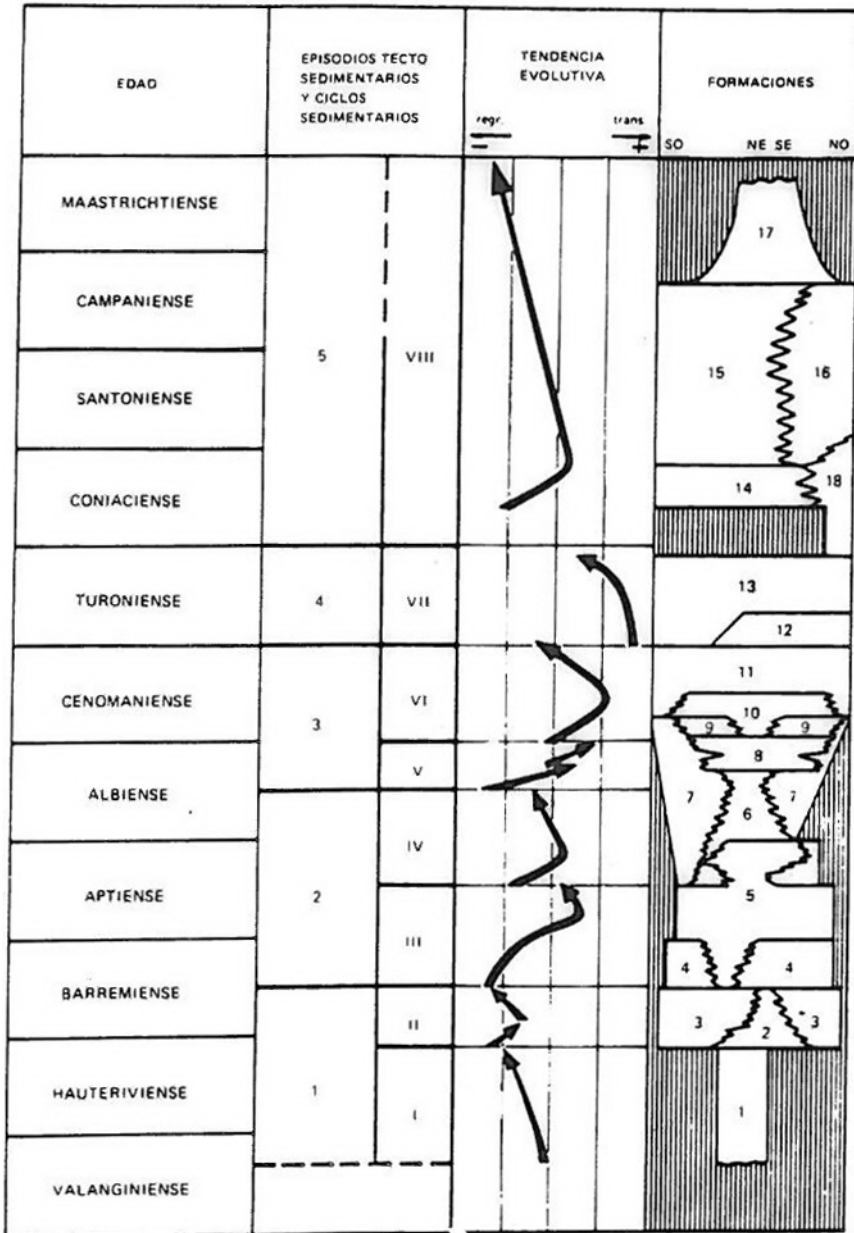 EDAD
EPISODIOS TECTO
SEDIMENTARIOS
Y CICLOS
SEDIMENTARIOS
TENDENCIA
EVOLUTIVA
regr.
−
trans.
+
FORMACIONES
SO
NE SE
NO
MAASTRICHTIENSE
CAMPANIENSE
SANTONIENSE
CONIACIENSE
TURONIENSE
CENOMANIENSE
ALBIENSE
APTIENSE
BARREMIENSE
HAUTERIVIENSE
VALANGINIENSE
5
VIII
4
VII
3
VI
V
2
IV
III
1
II
I
17
15
16
18
14
13
12
11
10
9
9
8
7
7
6
5
4
4
3
2
3
1